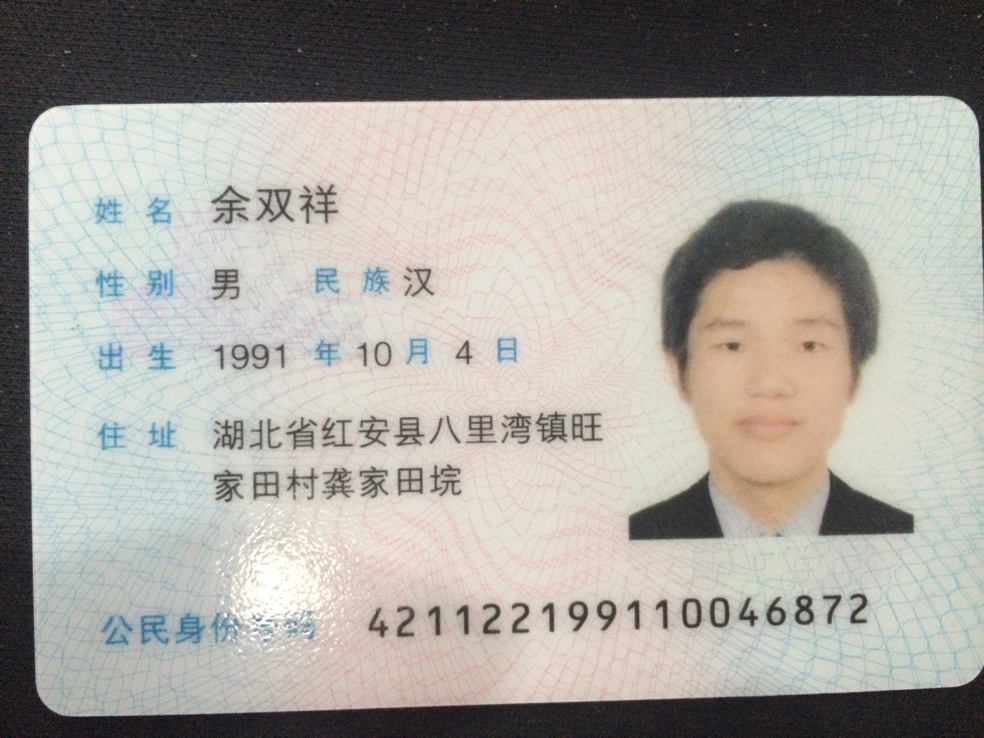 姓名 余双祥
性别 男 民族 汉
出生 1991 年 10 月 4 日
住址 湖北省红安县八里湾镇旺
家田村龚家田垸
公民身份号码 421122199110046872